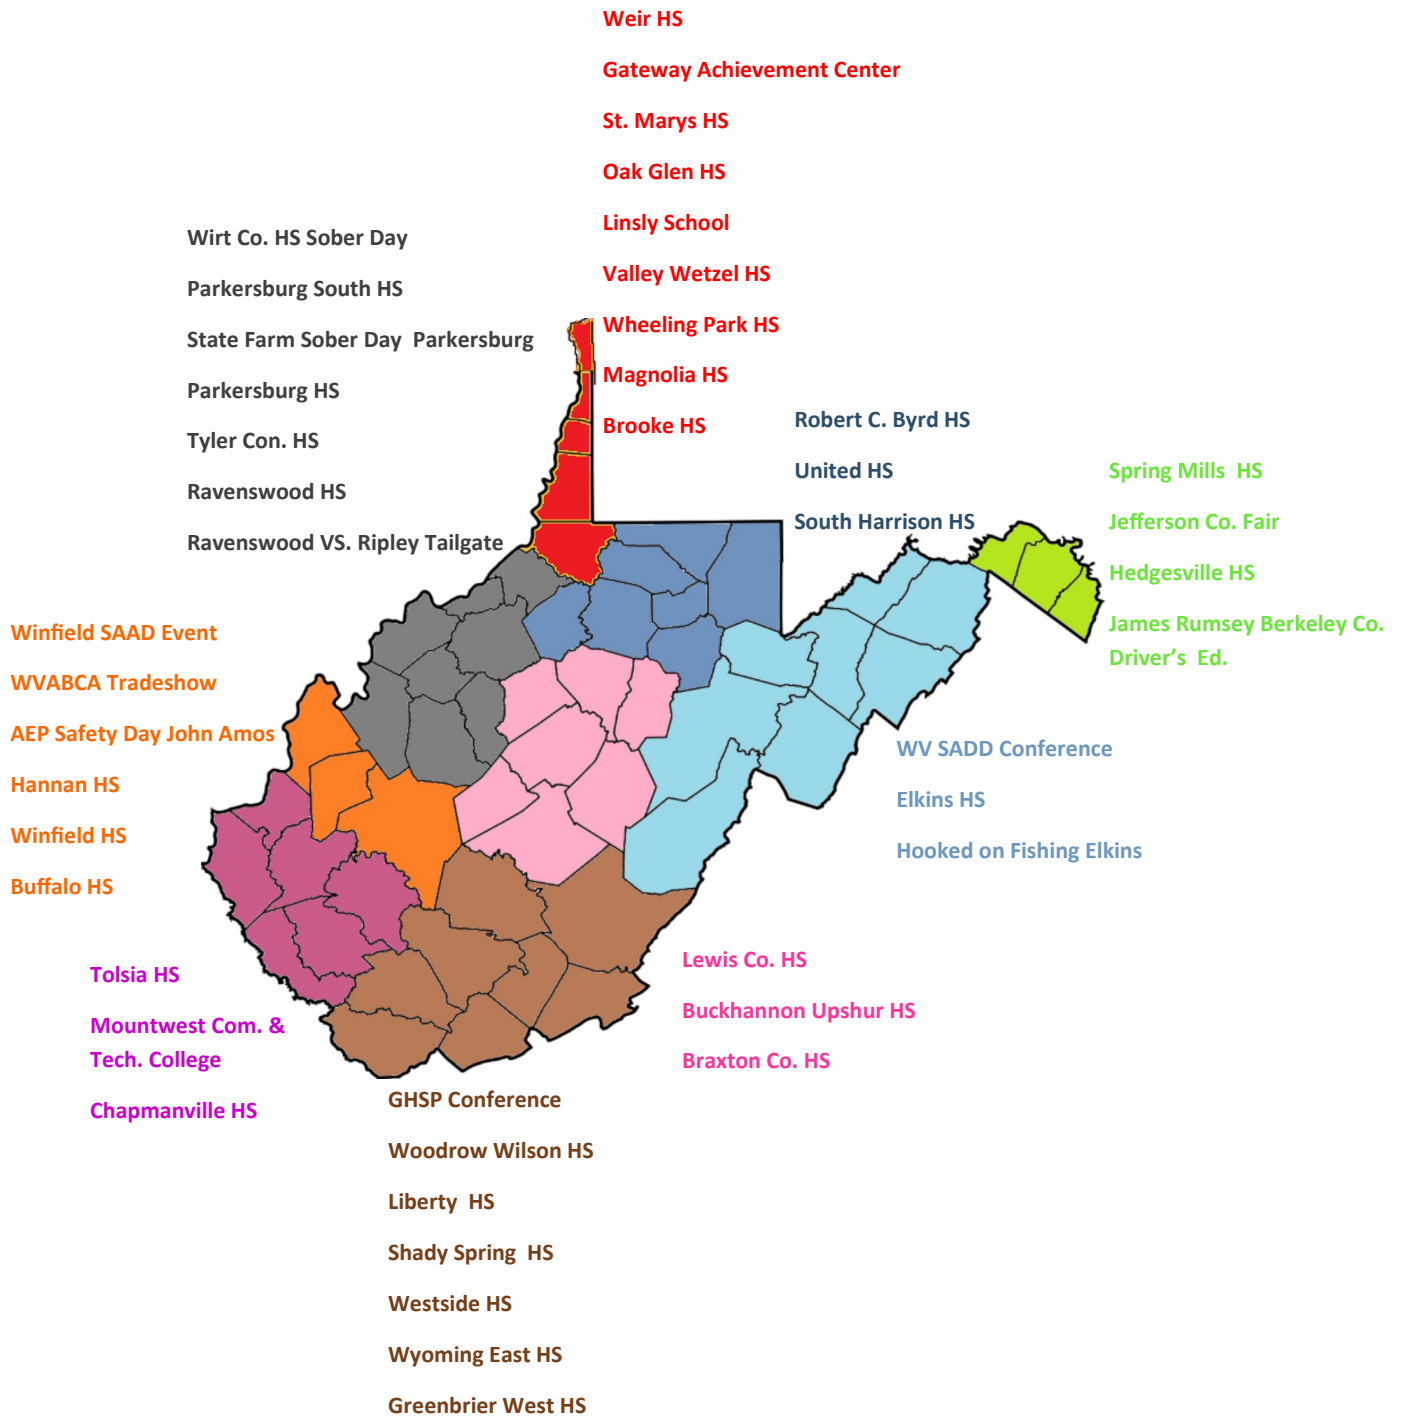 Weir HS
Gateway Achievement Center
St. Marys HS
Oak Glen HS
Linsly School
Valley Wetzel HS
Wheeling Park HS
Magnolia HS
Brooke HS
Wirt Co. HS Sober Day
Parkersburg South HS
State Farm Sober Day  Parkersburg
Parkersburg HS
Tyler Con. HS
Ravenswood HS
Ravenswood VS. Ripley Tailgate
Robert C. Byrd HS
United HS
South Harrison HS
Spring Mills  HS
Jefferson Co. Fair
Hedgesville HS
James Rumsey Berkeley Co.
Driver’s  Ed.
Winfield SAAD Event
WVABCA Tradeshow
AEP Safety Day John Amos
Hannan HS
Winfield HS
Buffalo HS
WV SADD Conference
Elkins HS
Hooked on Fishing Elkins
Tolsia HS
Mountwest Com. &
Tech. College
Chapmanville HS
Lewis Co. HS
Buckhannon Upshur HS
Braxton Co. HS
GHSP Conference
Woodrow Wilson HS
Liberty  HS
Shady Spring  HS
Westside HS
Wyoming East HS
Greenbrier West HS